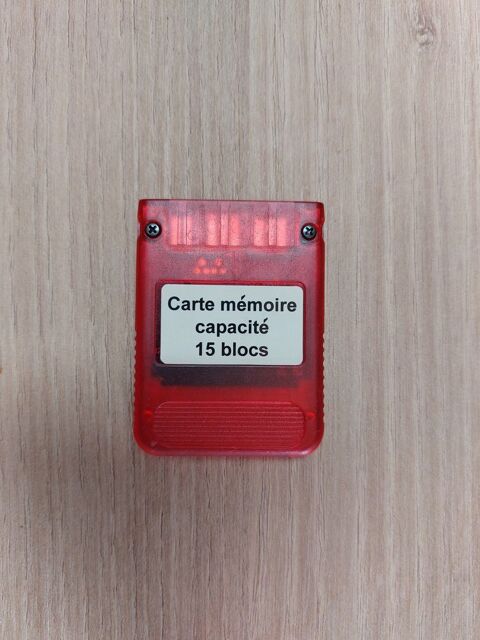 Carte mémoire
capacité
15 blocs